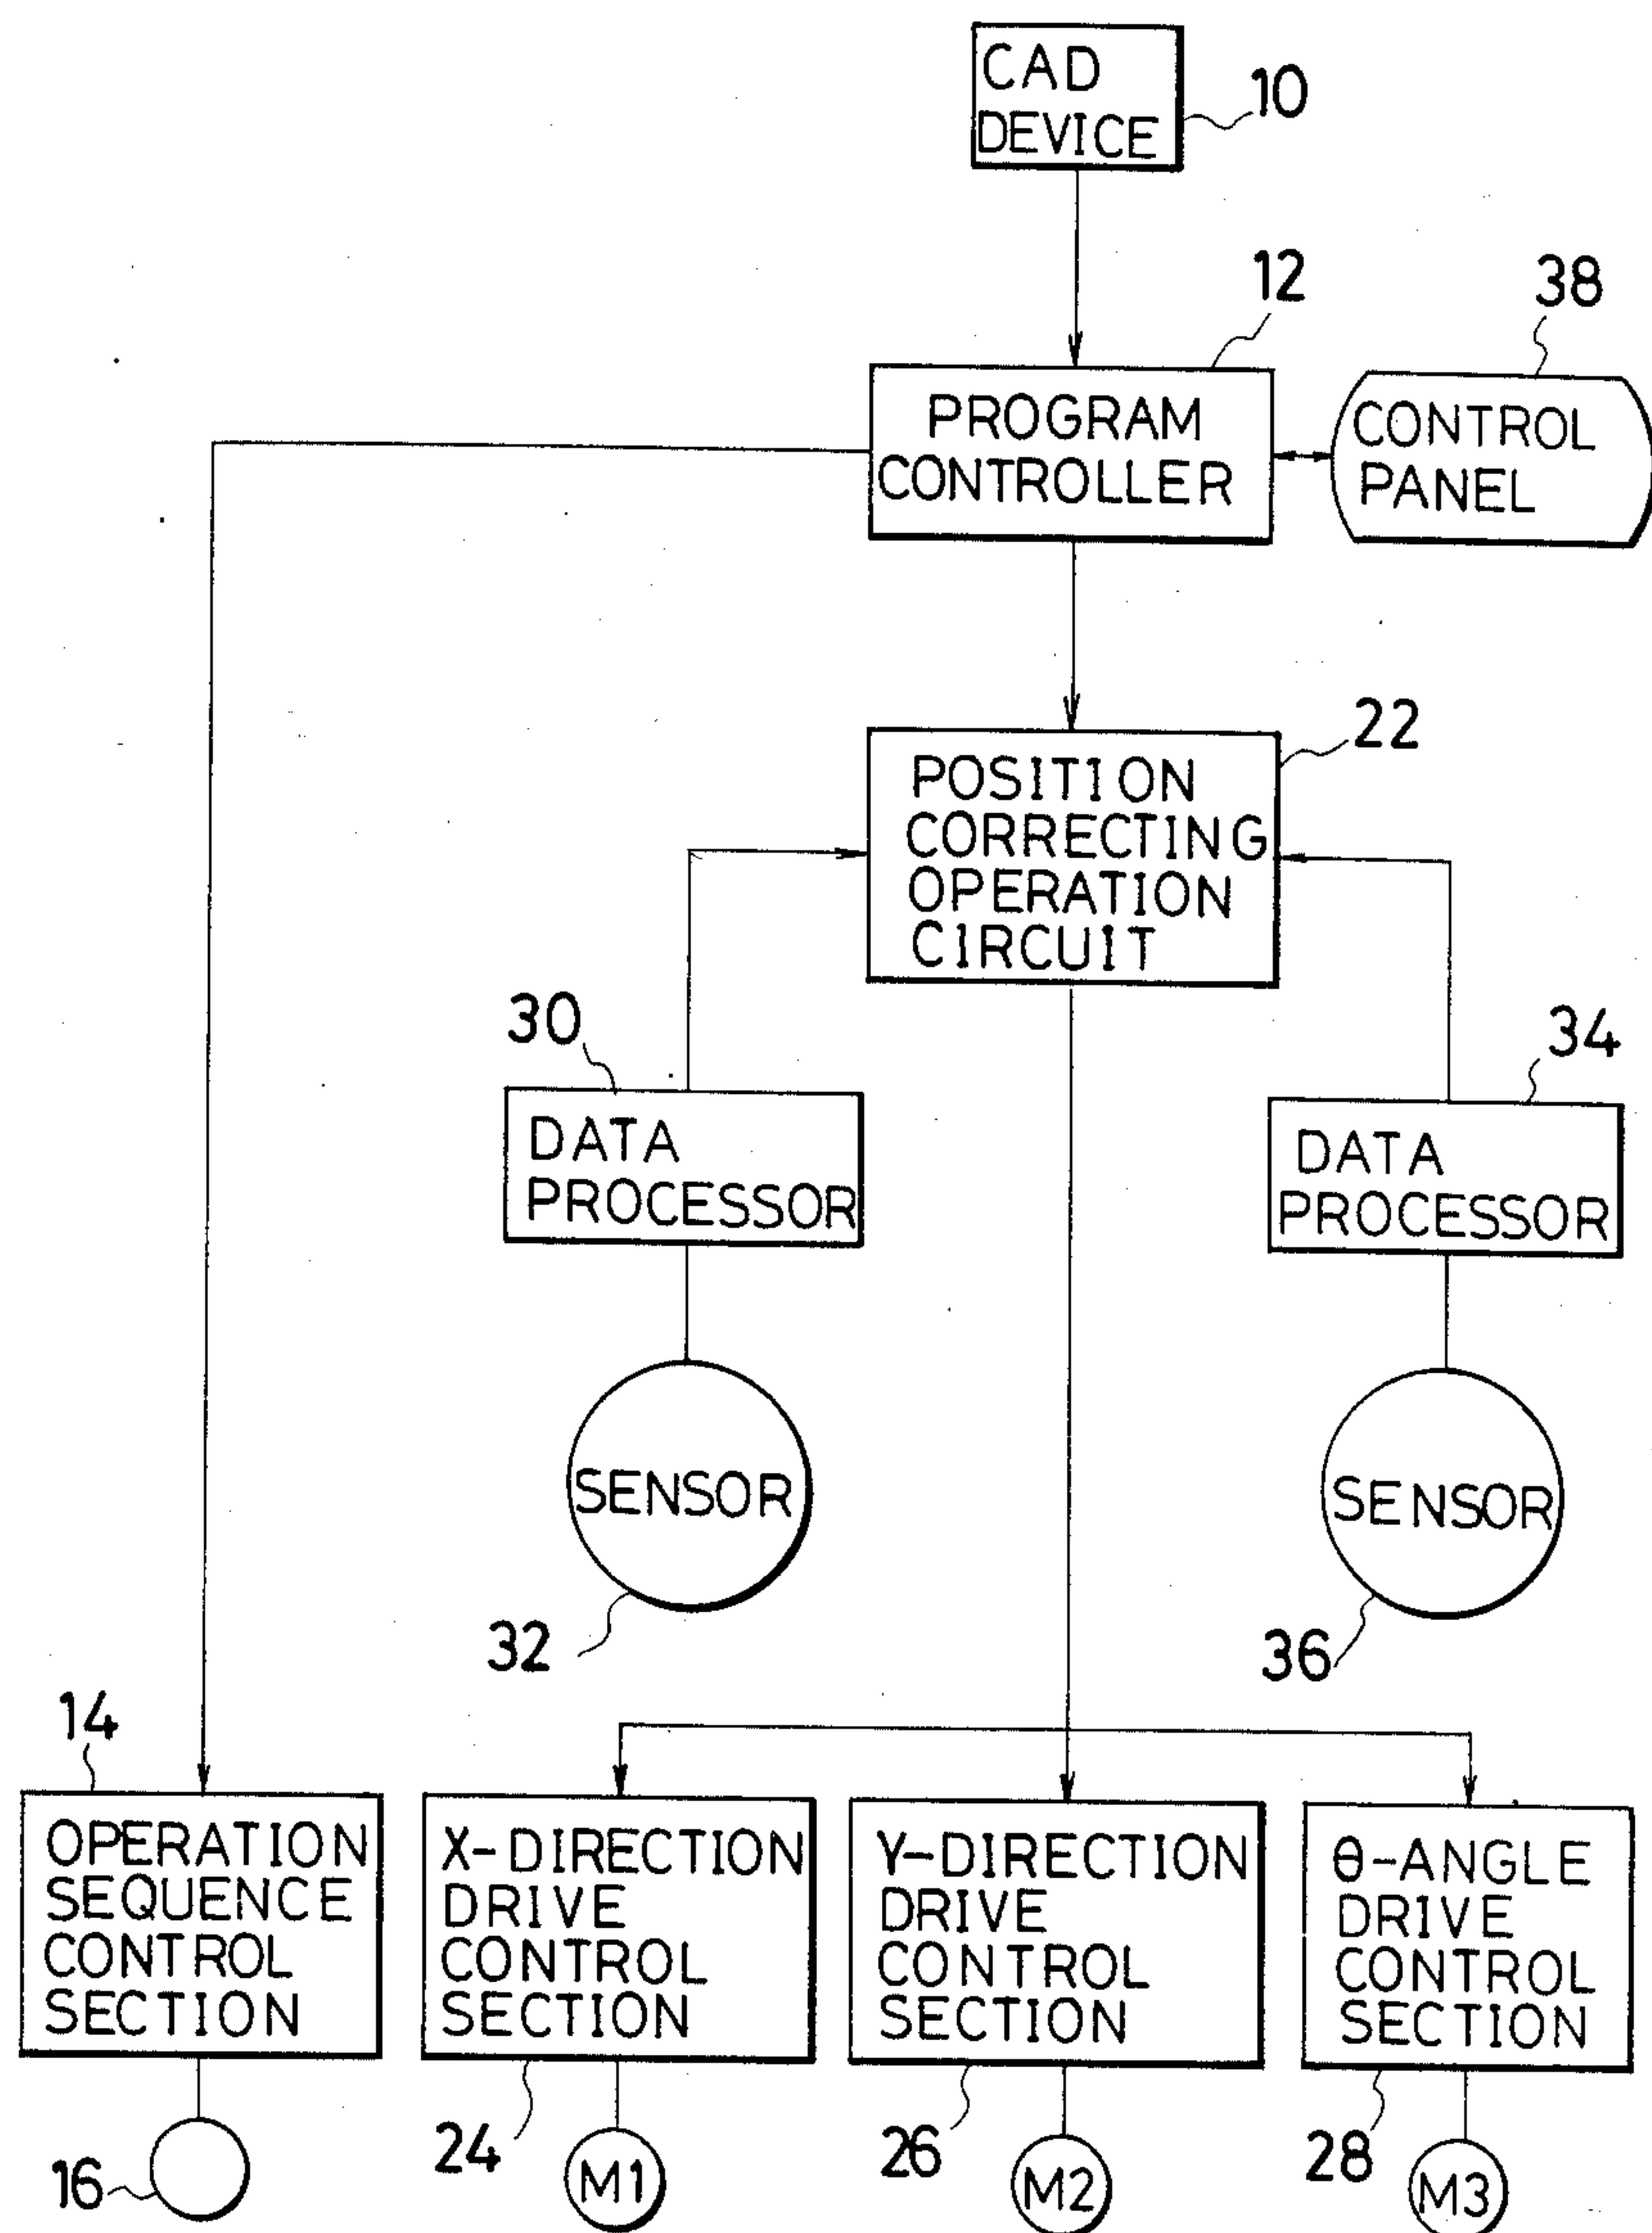 CAD
DEVICE
10
12
38
PROGRAM
CONTROLLER
CONTROL
PANEL
22
POSITION
CORRECTING
OPERATION
CIRCUIT
30
34
DATA
PROCESSOR
DATA
PROCESSOR
SENSOR
SENSOR
32
36
14
OPERATION
SEQUENCE
CONTROL
SECTION
X-DIRECTION
DRIVE
CONTROL
SECTION
Y-DIRECTION
DRIVE
CONTROL
SECTION
θ-ANGLE
DRIVE
CONTROL
SECTION
16
24
M1
26
M2
28
M3